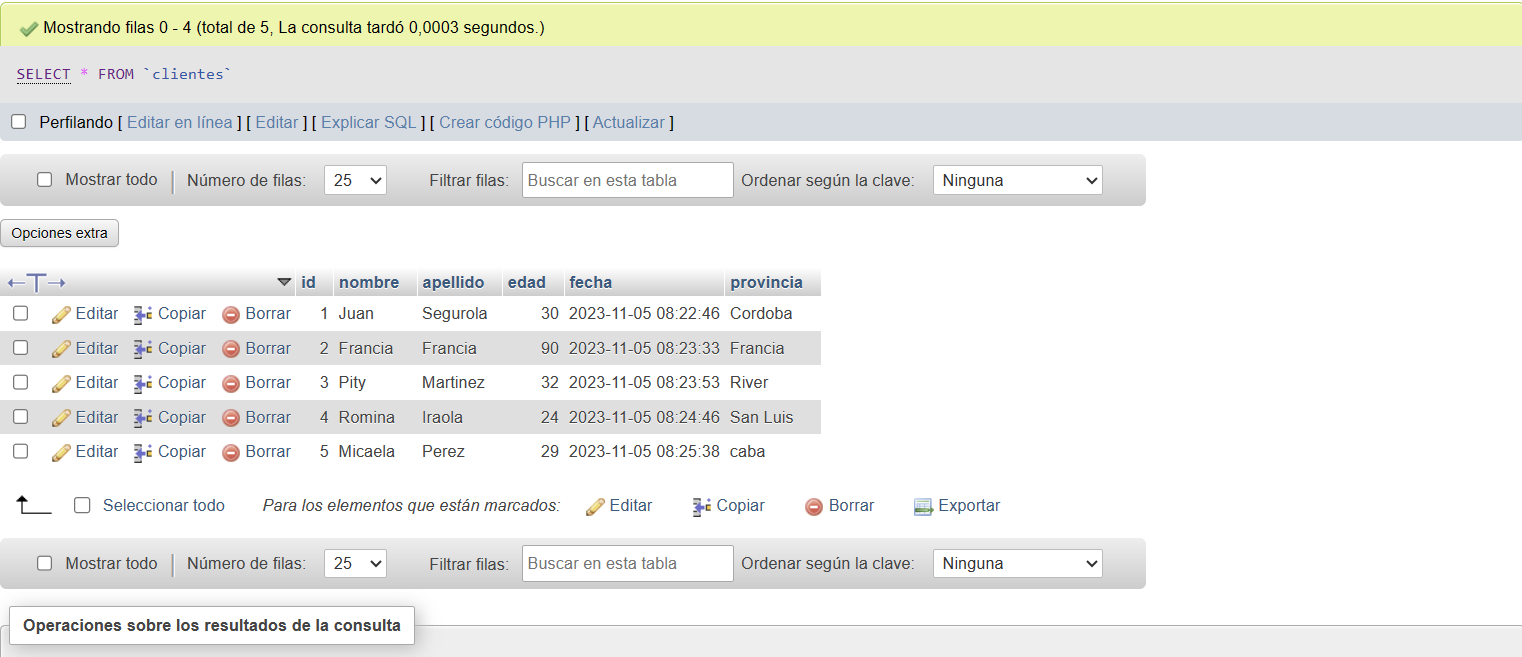 Mostrando filas 0 - 4 (total de 5, La consulta tardó 0,0003 segundos.)
SELECT * FROM `clientes`
Perfilando [ Editar en línea ] [ Editar ] [ Explicar SQL ] [ Crear código PHP ] [ Actualizar ]
Mostrar todo | Número de filas: 25 Filtrar filas: Buscar en esta tabla Ordenar según la clave: Ninguna
Opciones extra
←T→ id nombre apellido edad fecha provincia
Editar Copiar Borrar 1 Juan Segurola 30 2023-11-05 08:22:46 Cordoba
Editar Copiar Borrar 2 Francia Francia 90 2023-11-05 08:23:33 Francia
Editar Copiar Borrar 3 Pity Martinez 32 2023-11-05 08:23:53 River
Editar Copiar Borrar 4 Romina Iraola 24 2023-11-05 08:24:46 San Luis
Editar Copiar Borrar 5 Micaela Perez 29 2023-11-05 08:25:38 caba
Seleccionar todo Para los elementos que están marcados: Editar Copiar Borrar Exportar
Mostrar todo | Número de filas: 25 Filtrar filas: Buscar en esta tabla Ordenar según la clave: Ninguna
Operaciones sobre los resultados de la consulta